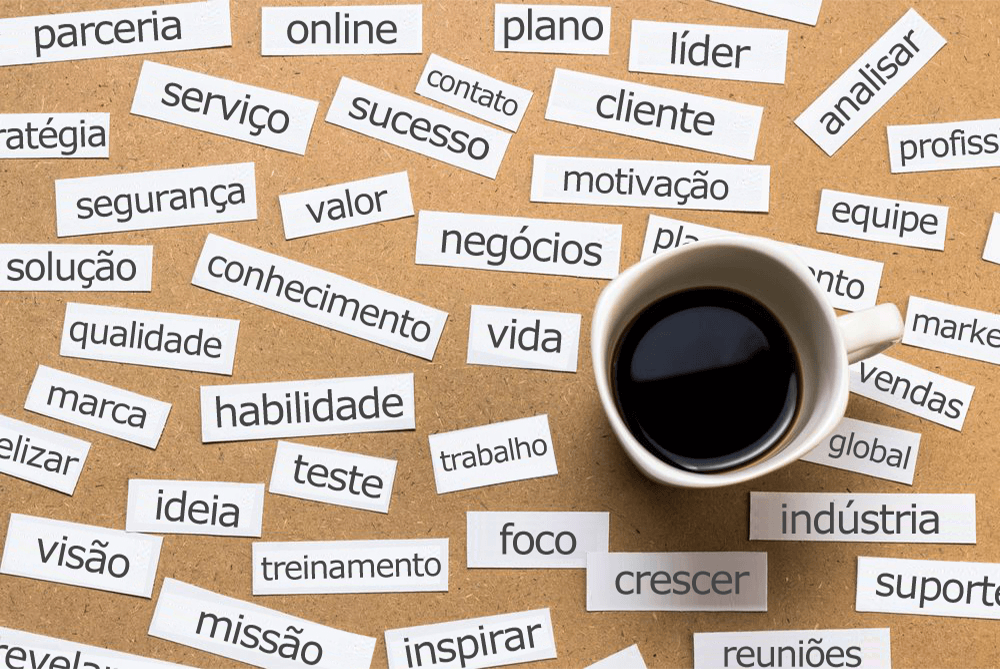 parceria
online
plano
líder
analisar
contato
serviço
sucesso
cliente
ratégia
profiss
segurança
valor
motivação
equipe
negócios
pla
nto
solução
conhecimento
qualidade
vida
marke
marca
habilidade
vendas
elizar
teste
trabalho
global
ideia
foco
indústria
visão
treinamento
crescer
suporte
missão
inspirar
reuniões
revelar